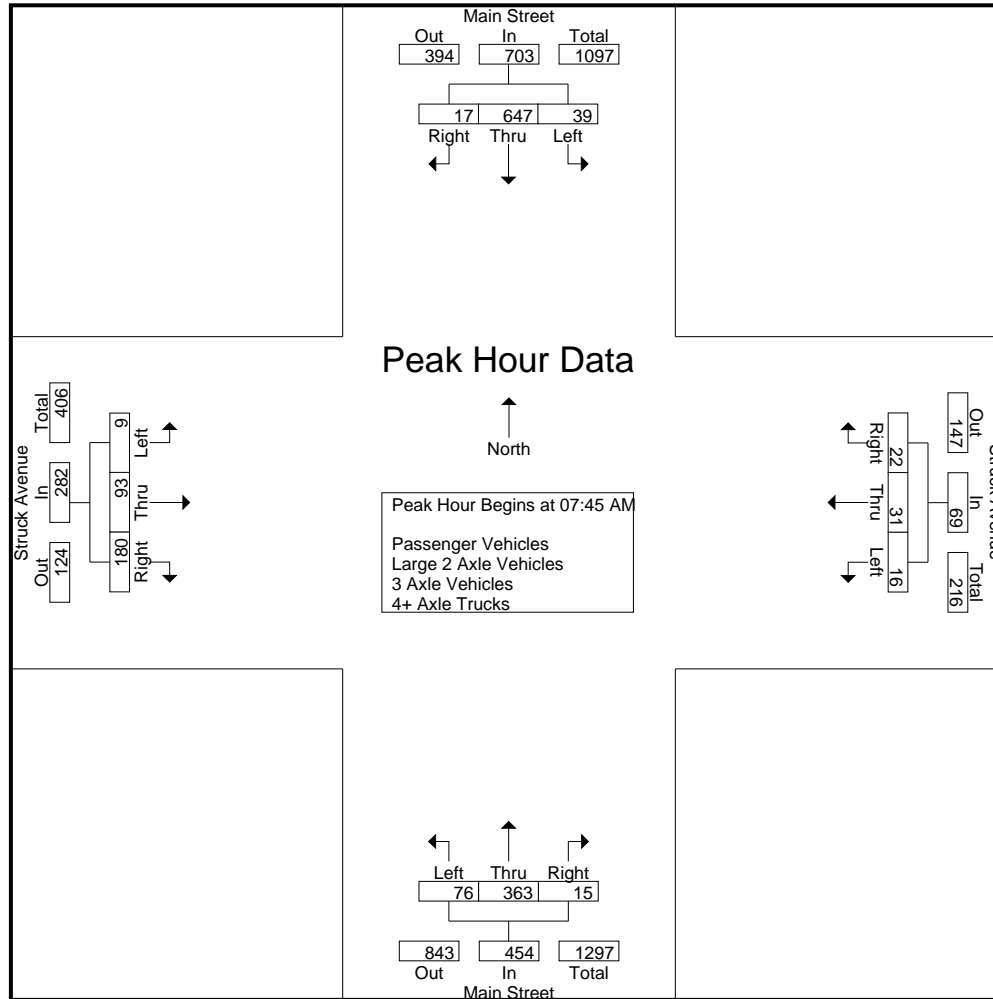 Main Street
Out In Total
394 703 1097
17 647 39
Right Thru Left
Peak Hour Data
North
Peak Hour Begins at 07:45 AM
Passenger Vehicles
Large 2 Axle Vehicles
3 Axle Vehicles
4+ Axle Trucks
Struck Avenue
Out In Total
124 282 406
180 93 9
Right Thru Left
Out In Total
147 69 216
22 31 16
Right Thru Left
Left Thru Right
76 363 15
843 454 1297
Out In Total
Main Street